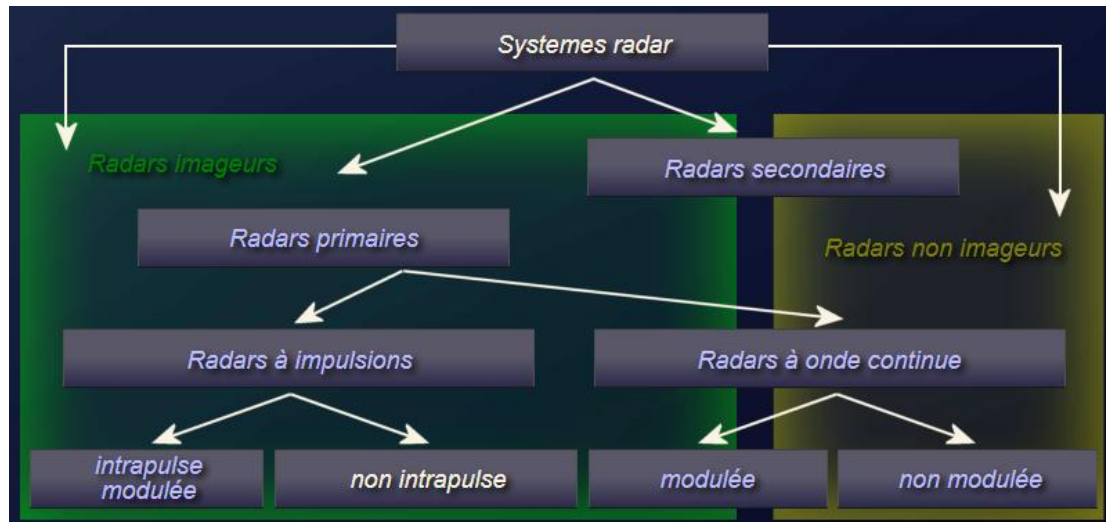 Systemes radar
Radars imageurs
Radars secondaires
Radars primaires
Radars non imageurs
Radars à impulsions
Radars à onde continue
intrapulse
modulée
non intrapulse
modulée
non modulée